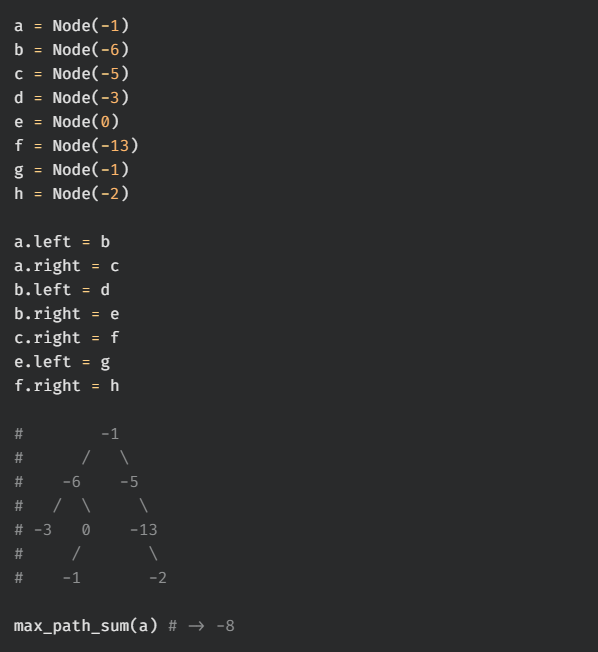 a = Node(-1)
b = Node(-6)
c = Node(-5)
d = Node(-3)
e = Node(0)
f = Node(-13)
g = Node(-1)
h = Node(-2)

a.left = b
a.right = c
b.left = d
b.right = e
c.right = f
e.left = g
f.right = h

#        -1
#      /   \
#    -6    -5
#   /  \     \
# -3   0    -13
#     /       \
#    -1       -2

max_path_sum(a) # -> -8